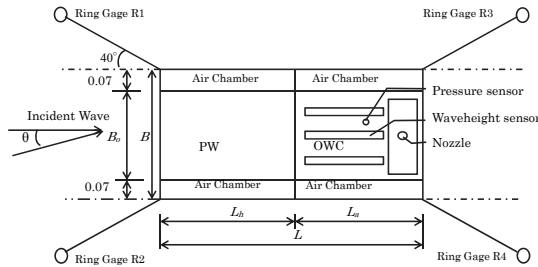 Ring Gage R1
Ring Gage R3
40°
0.07
Air Chamber
Air Chamber
Pressure sensor
Incident Wave
Waveheight sensor
θ
Bo
B
PW
OWC
Nozzle
0.07
Air Chamber
Air Chamber
Lh
La
L
Ring Gage R2
Ring Gage R4